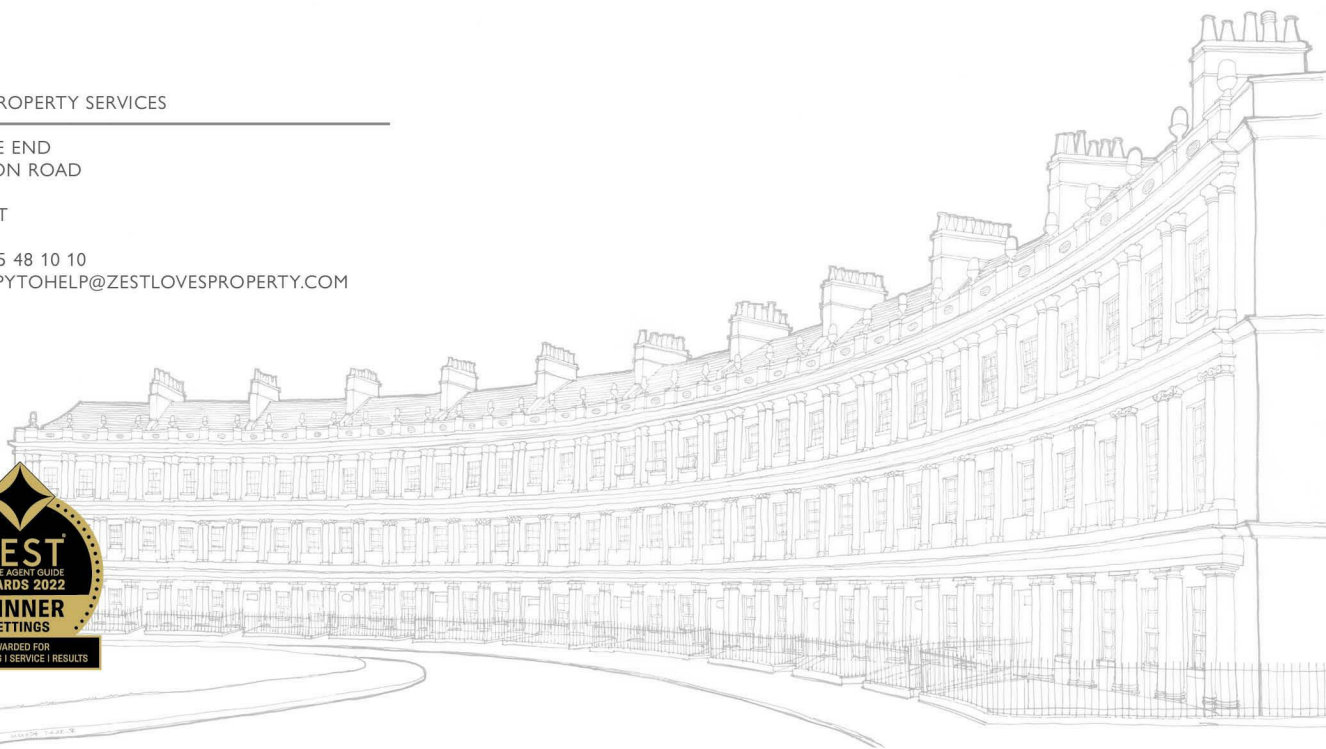 ROPERTY SERVICES
E END
ON ROAD
T
5 48 10 10
PYTOHELP@ZESTLOVESPROPERTY.COM
EST
E AGENT GUIDE
ARDS 2022
INNER
ETTINGS
WARDED FOR
G | SERVICE | RESULTS